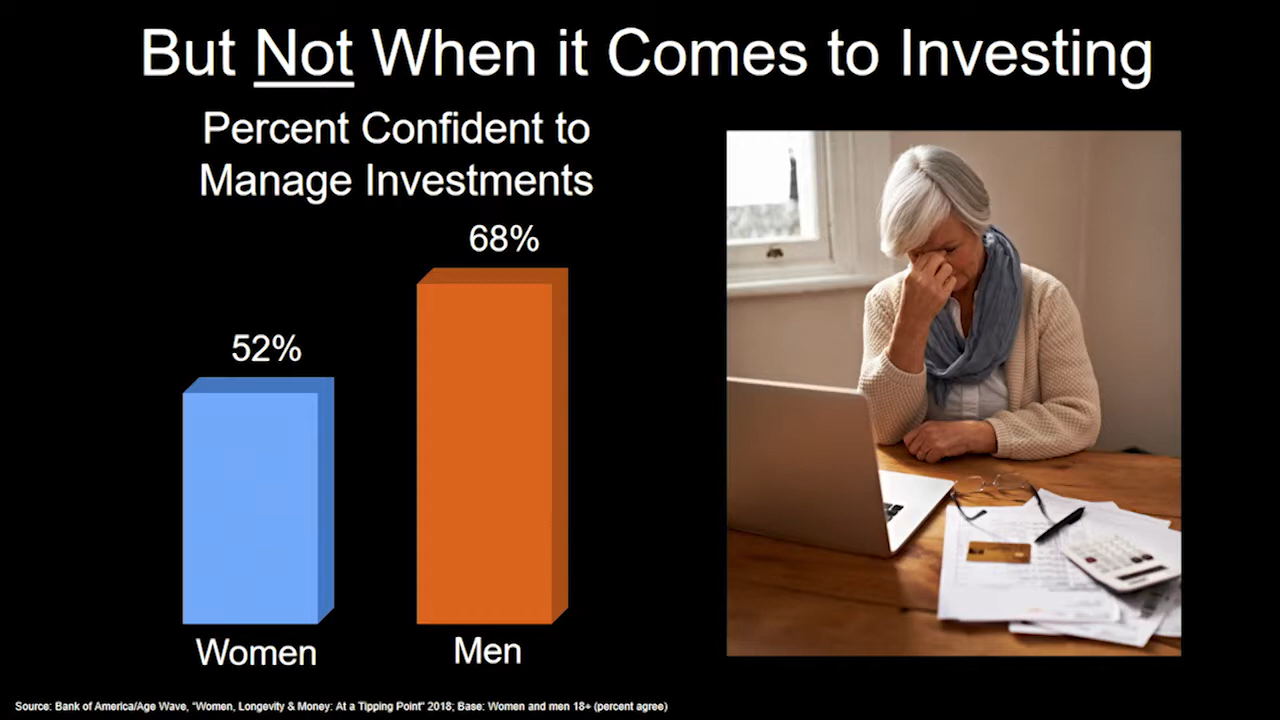 But Not When it Comes to Investing
Percent Confident to
Manage Investments
68%
52%
Women
Men
Source: Bank of America/Age Wave, "Women, Longevity & Money: At a Tipping Point" 2018; Base: Women and men 18+ (percent agree)